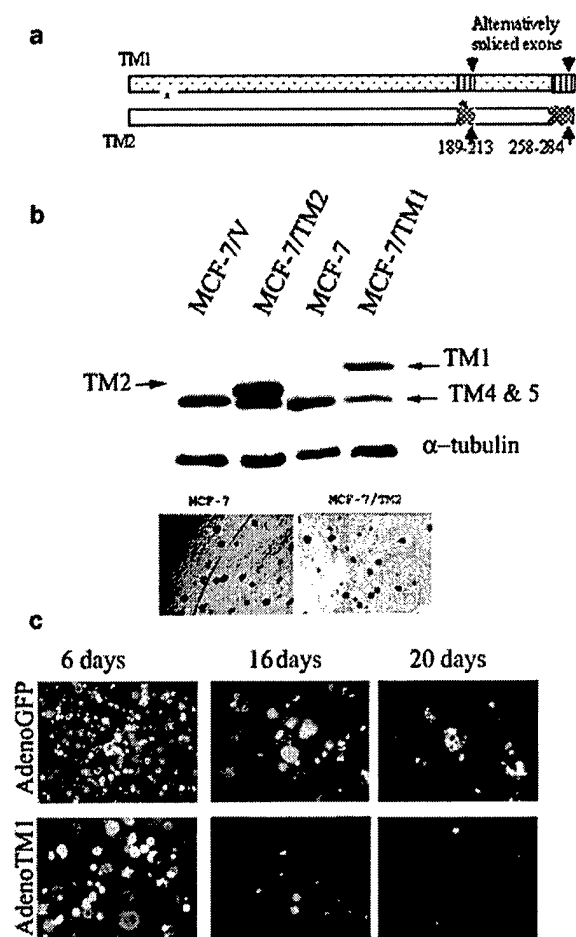 a
Alternatively
spliced exons
TM1
TM2
189-213 258-284
b
MCF-7/V
MCF-7/TM2
MCF-7
MCF-7/TM1
TM2
TM1
TM4 & 5
α-tubulin
MCF-7 MCF-7/TM2
c
6 days 16 days 20 days
AdenoGFP
AdenoTM1